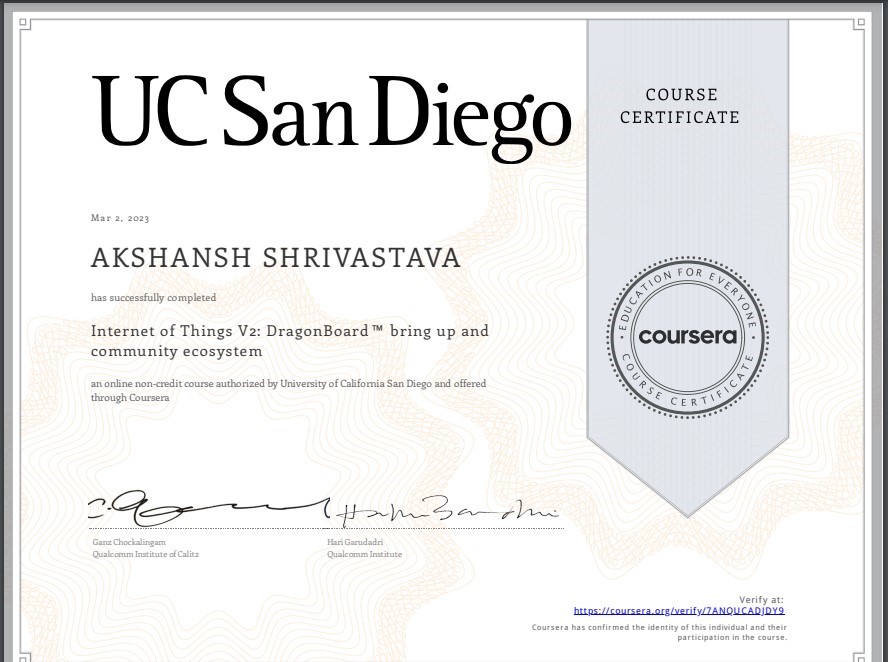 UC San Diego
COURSE
CERTIFICATE
Mar 2, 2023
AKSHANSH SHRIVASTAVA
has successfully completed
Internet of Things V2: DragonBoard™ bring up and
community ecosystem
an online non-credit course authorized by University of California San Diego and offered
through Coursera
EDUCATION FOR EVERYONE
coursera
COURSE CERTIFICATE
Ganz Chockalingam
Qualcomm Institute of Calit2
Hari Garudadri
Qualcomm Institute
Verify at:
https://coursera.org/verify/7ANQUCADJDY9
Coursera has confirmed the identity of this individual and their
participation in the course.